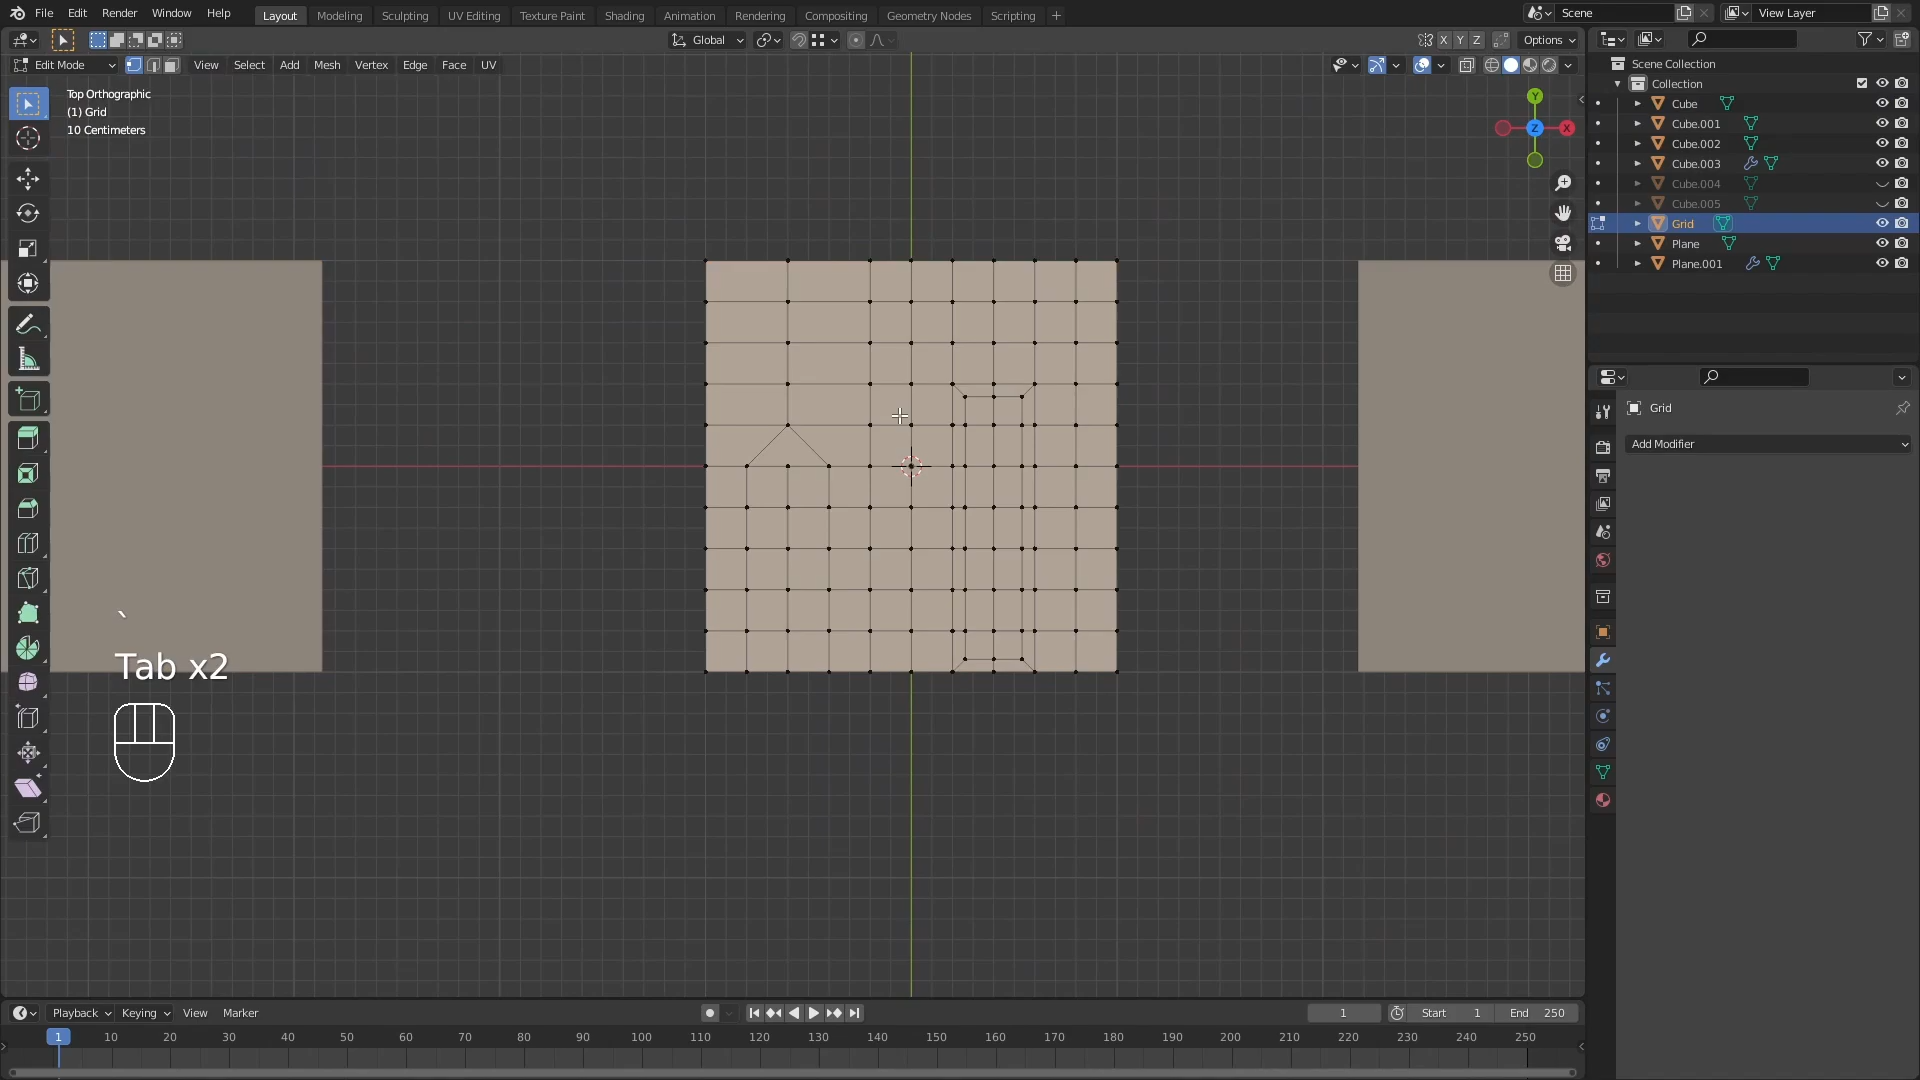 File Edit Render Window Help Layout Modeling Sculpting UV Editing Texture Paint Shading Animation Rendering Compositing Geometry Nodes Scripting + Scene View Layer
Global X Y Z Options
Edit Mode View Select Add Mesh Vertex Edge Face UV
Top Orthographic
(1) Grid
10 Centimeters
Y
Z X
Scene Collection
Collection
Cube
Cube.001
Cube.002
Cube.003
Cube.004
Cube.005
Grid
Plane
Plane.001
Grid
Add Modifier
`
Tab x2
Playback Keying View Marker 1 Start 1 End 250
1 10 20 30 40 50 60 70 80 90 100 110 120 130 140 150 160 170 180 190 200 210 220 230 240 250